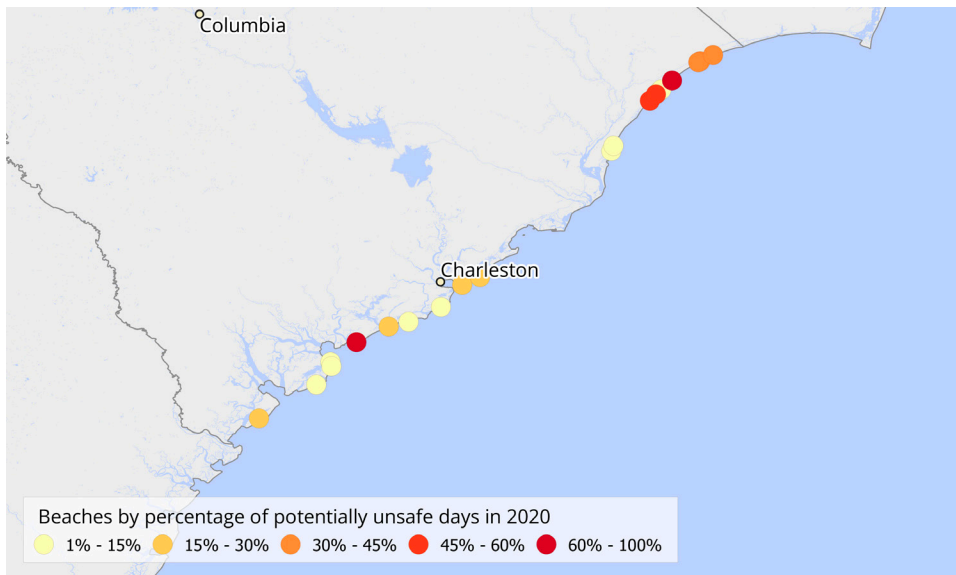 Columbia
Charleston
Beaches by percentage of potentially unsafe days in 2020
1% - 15% 15% - 30% 30% - 45% 45% - 60% 60% - 100%